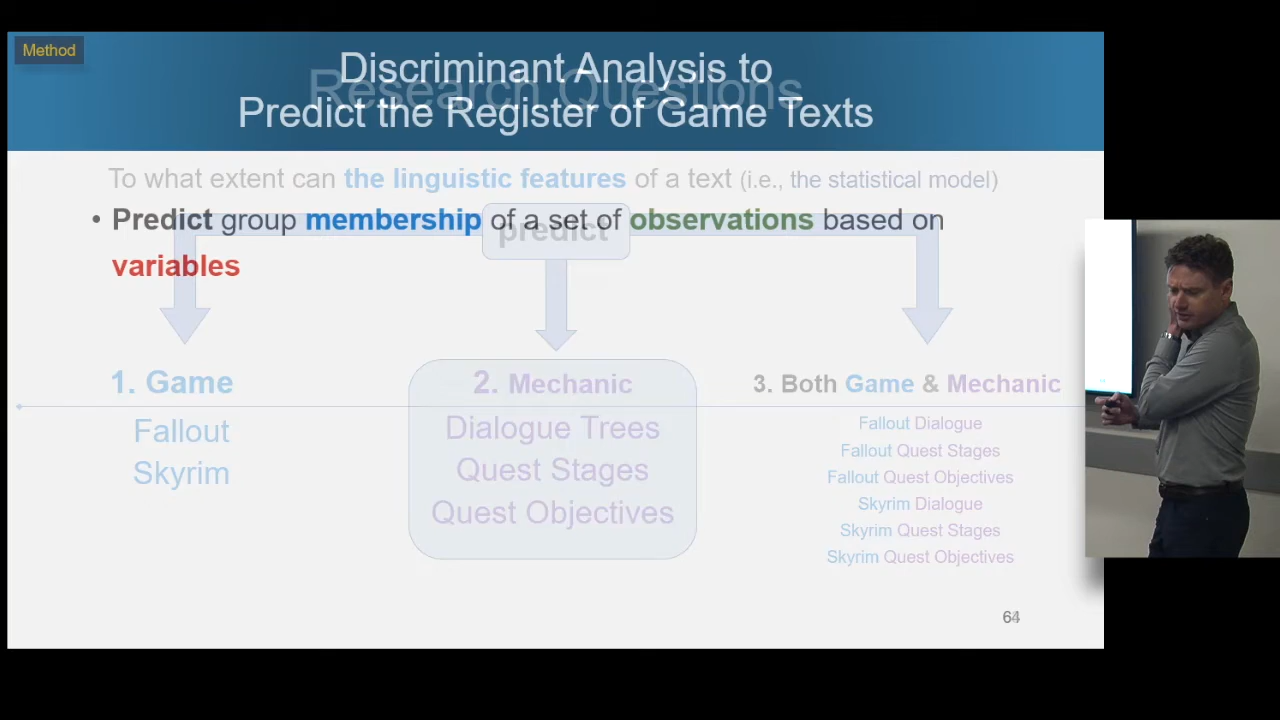 Method
Discriminant Analysis to
Research Questions
Predict the Register of Game Texts
To what extent can the linguistic features of a text (i.e., the statistical model)
• Predict group membership of a set of observations based on
predict
variables
1. Game
Fallout
Skyrim
2. Mechanic
Dialogue Trees
Quest Stages
Quest Objectives
3. Both Game & Mechanic
Fallout Dialogue
Fallout Quest Stages
Fallout Quest Objectives
Skyrim Dialogue
Skyrim Quest Stages
Skyrim Quest Objectives